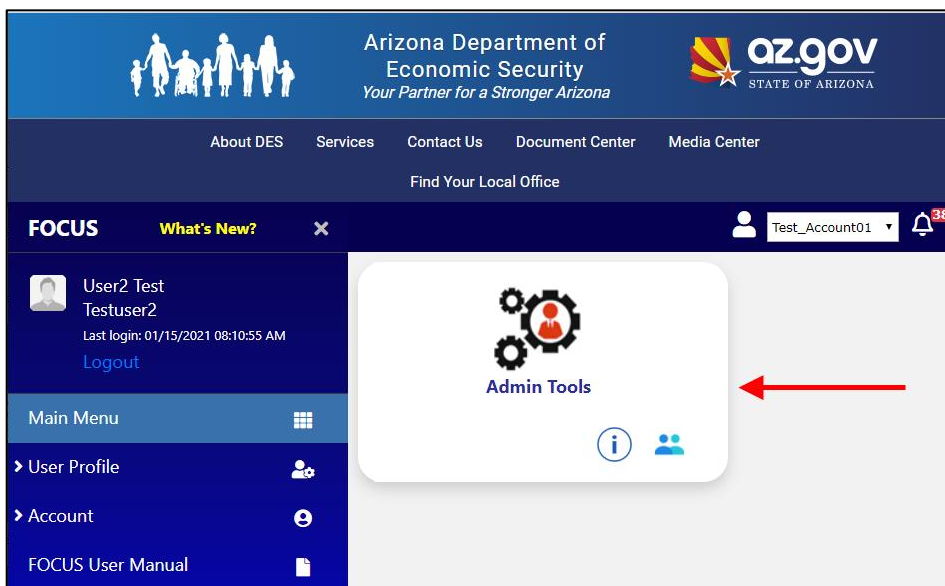 Arizona Department of
Economic Security
Your Partner for a Stronger Arizona
az.gov
STATE OF ARIZONA
About DES Services Contact Us Document Center Media Center
Find Your Local Office
FOCUS What's New?
Test_Account01
38
User2 Test
Testuser2
Last login: 01/15/2021 08:10:55 AM
Logout
Admin Tools
i
Main Menu
User Profile
Account
FOCUS User Manual